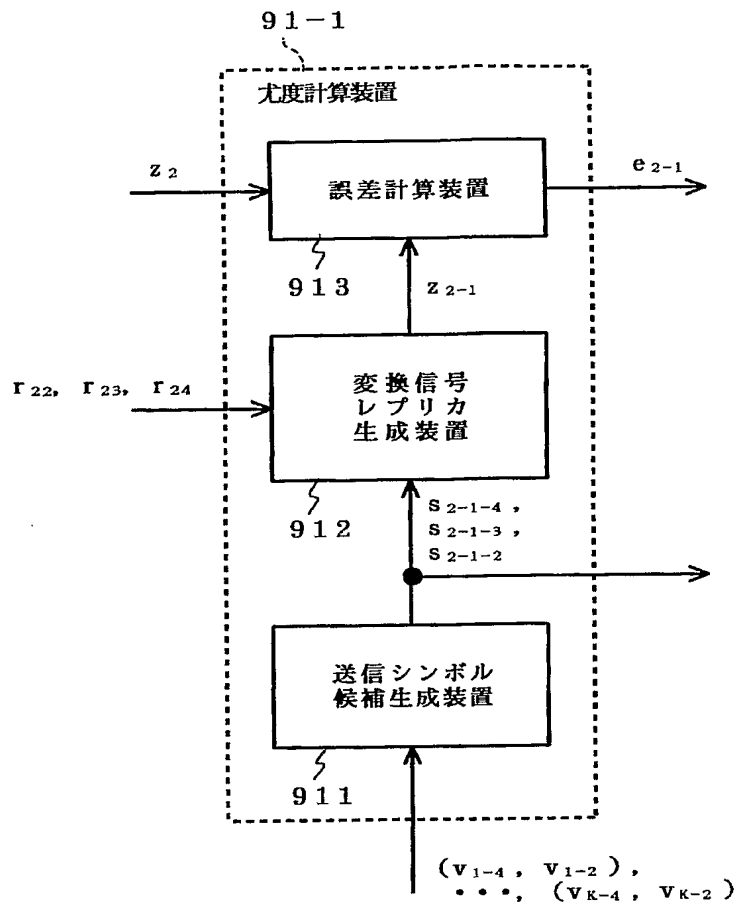 91-1
尤度計算装置
z2
誤差計算装置
e2-1
913
z2-1
r22, r23, r24
変換信号
レプリカ
生成装置
912
s2-1-4,
s2-1-3,
s2-1-2
送信シンボル
候補生成装置
911
(v1-4, v1-2),
•••, (vK-4, vK-2)